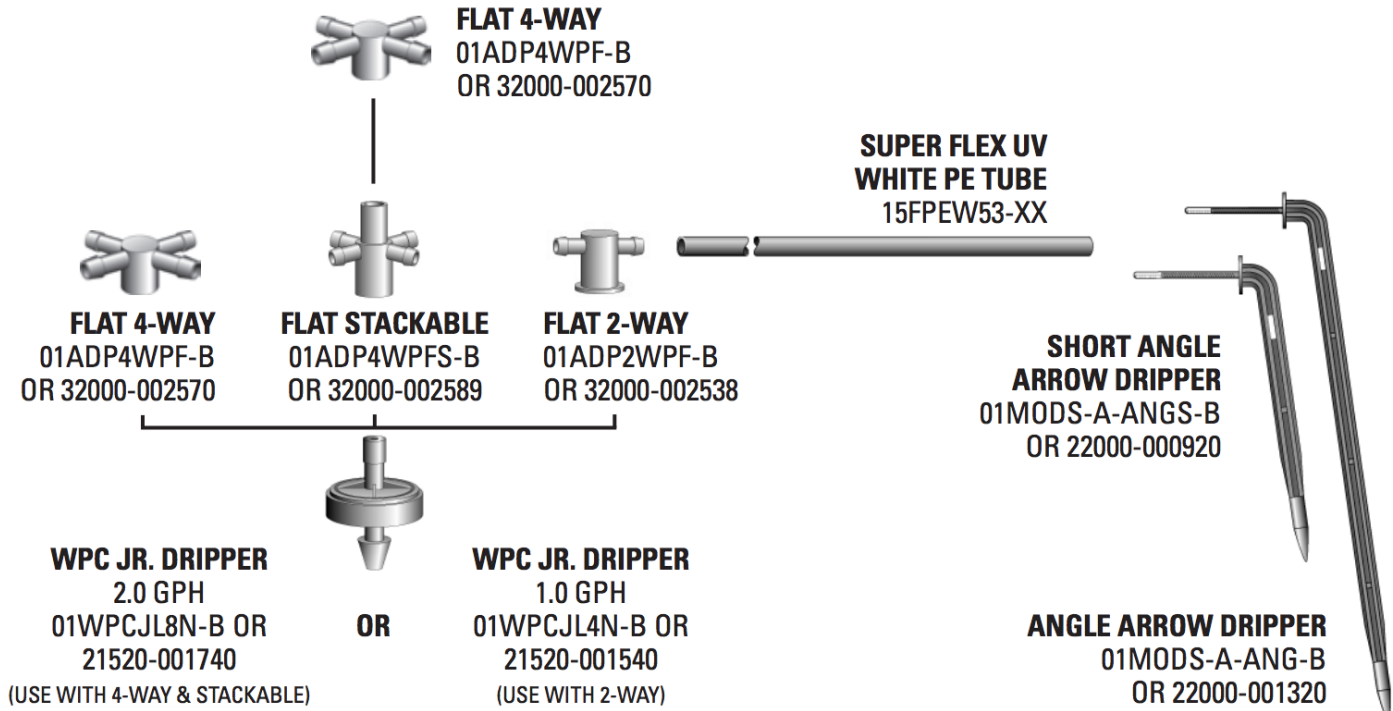 FLAT 4-WAY
01ADP4WPF-B
OR 32000-002570
SUPER FLEX UV
WHITE PE TUBE
15FPEW53-XX
FLAT 4-WAY
01ADP4WPF-B
OR 32000-002570
FLAT STACKABLE
01ADP4WPFS-B
OR 32000-002589
FLAT 2-WAY
01ADP2WPF-B
OR 32000-002538
SHORT ANGLE
ARROW DRIPPER
01MODS-A-ANGS-B
OR 22000-000920
WPC JR. DRIPPER
2.0 GPH
01WPCJL8N-B OR
21520-001740
(USE WITH 4-WAY & STACKABLE)
OR
WPC JR. DRIPPER
1.0 GPH
01WPCJL4N-B OR
21520-001540
(USE WITH 2-WAY)
ANGLE ARROW DRIPPER
01MODS-A-ANG-B
OR 22000-001320